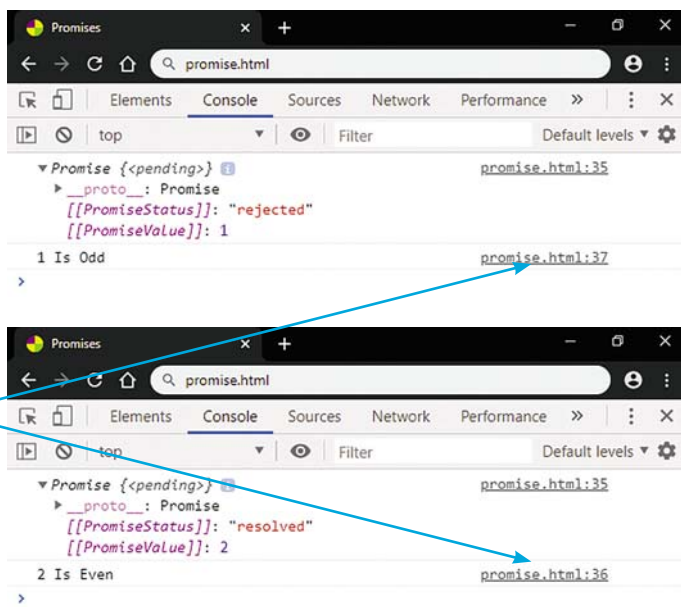 Promises × +
promise.html
Elements Console Sources Network Performance » ×
top Filter Default levels
Promise {<pending>} promise.html:35
__proto__: Promise
[[PromiseStatus]]: "rejected"
[[PromiseValue]]: 1
1 Is Odd promise.html:37
>
Promises × +
promise.html
Elements Console Sources Network Performance » ×
top Filter Default levels
Promise {<pending>} promise.html:35
__proto__: Promise
[[PromiseStatus]]: "resolved"
[[PromiseValue]]: 2
2 Is Even promise.html:36
>